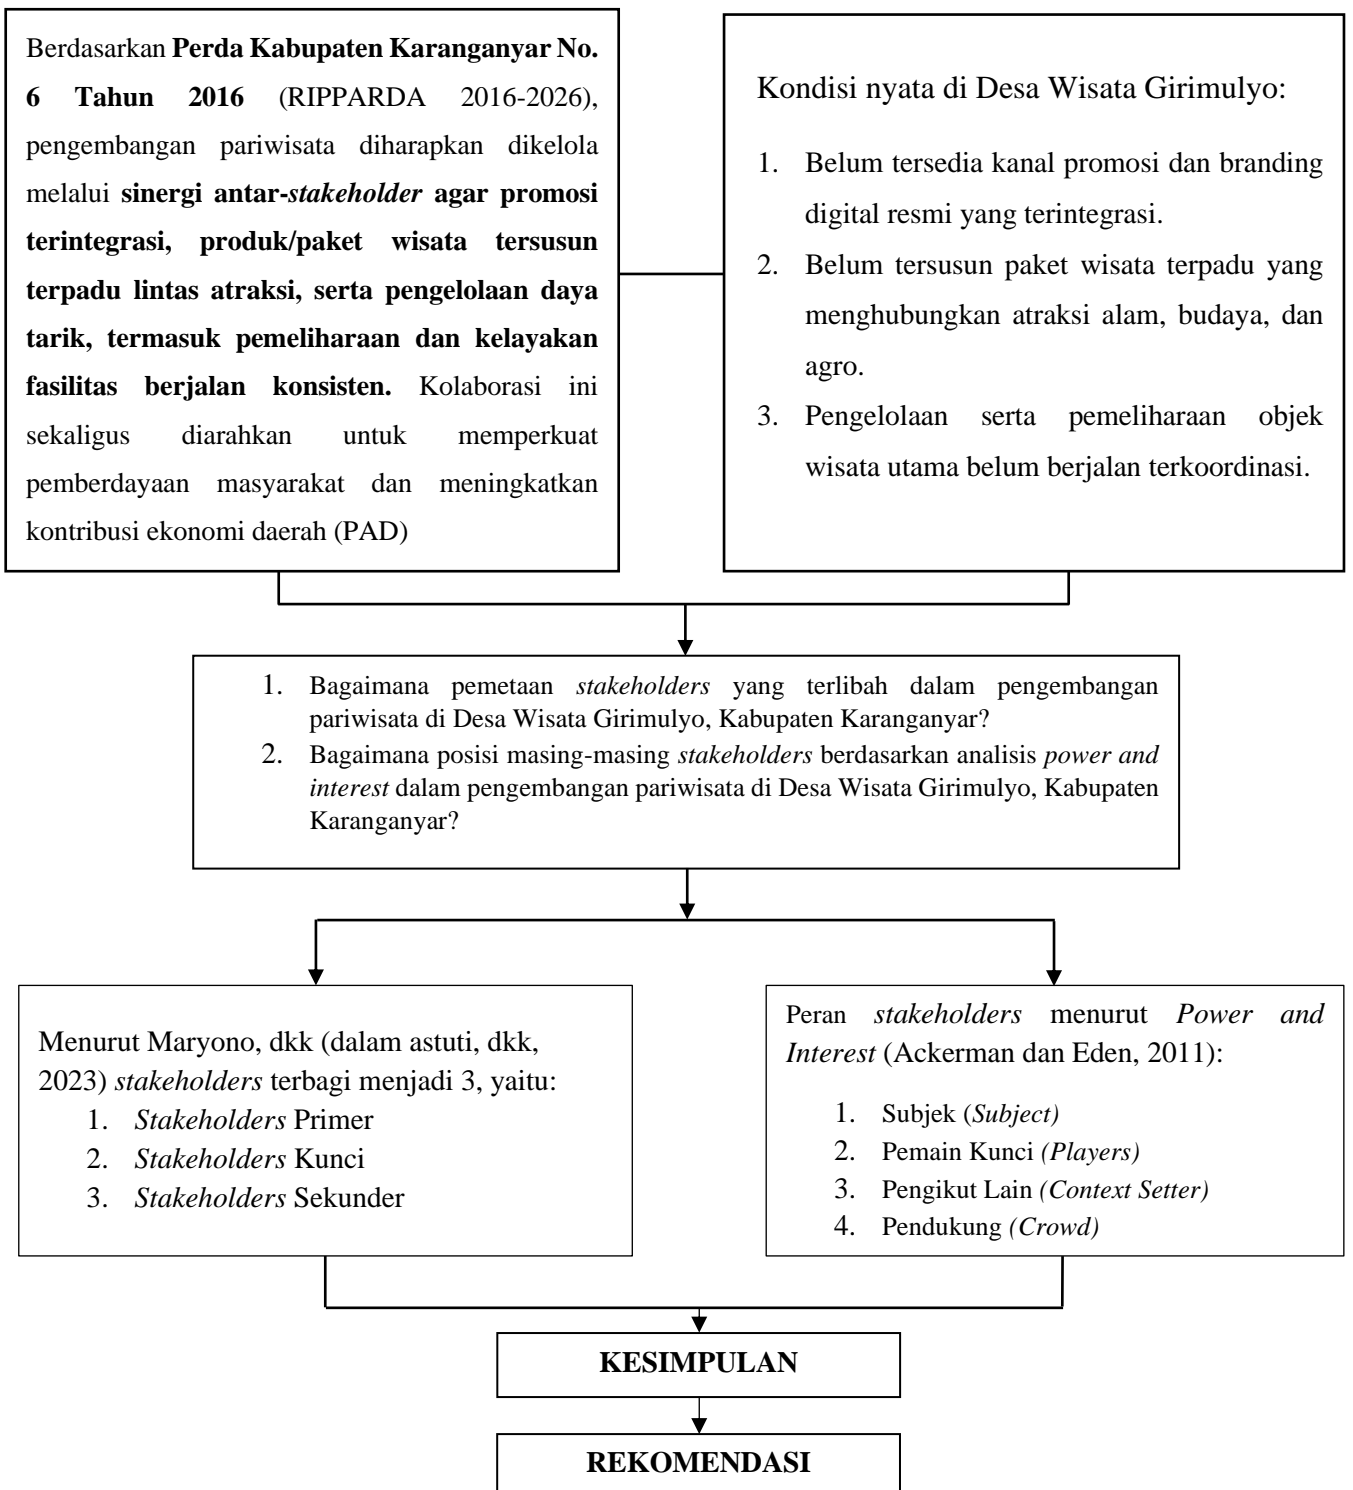 Berdasarkan Perda Kabupaten Karanganyar No.
6 Tahun 2016 (RIPPARDA 2016-2026),
pengembangan pariwisata diharapkan dikelola
melalui sinergi antar-stakeholder agar promosi
terintegrasi, produk/paket wisata tersusun
terpadu lintas atraksi, serta pengelolaan daya
tarik, termasuk pemeliharaan dan kelayakan
fasilitas berjalan konsisten. Kolaborasi ini
sekaligus diarahkan untuk memperkuat
pemberdayaan masyarakat dan meningkatkan
kontribusi ekonomi daerah (PAD)
Kondisi nyata di Desa Wisata Girimulyo:
1. Belum tersedia kanal promosi dan branding
digital resmi yang terintegrasi.
2. Belum tersusun paket wisata terpadu yang
menghubungkan atraksi alam, budaya, dan
agro.
3. Pengelolaan serta pemeliharaan objek
wisata utama belum berjalan terkoordinasi.
1. Bagaimana pemetaan stakeholders yang terlibah dalam pengembangan
pariwisata di Desa Wisata Girimulyo, Kabupaten Karanganyar?
2. Bagaimana posisi masing-masing stakeholders berdasarkan analisis power and
interest dalam pengembangan pariwisata di Desa Wisata Girimulyo, Kabupaten
Karanganyar?
Menurut Maryono, dkk (dalam astuti, dkk,
2023) stakeholders terbagi menjadi 3, yaitu:
1. Stakeholders Primer
2. Stakeholders Kunci
3. Stakeholders Sekunder
Peran stakeholders menurut Power and
Interest (Ackerman dan Eden, 2011):
1. Subjek (Subject)
2. Pemain Kunci (Players)
3. Pengikut Lain (Context Setter)
4. Pendukung (Crowd)
KESIMPULAN
REKOMENDASI